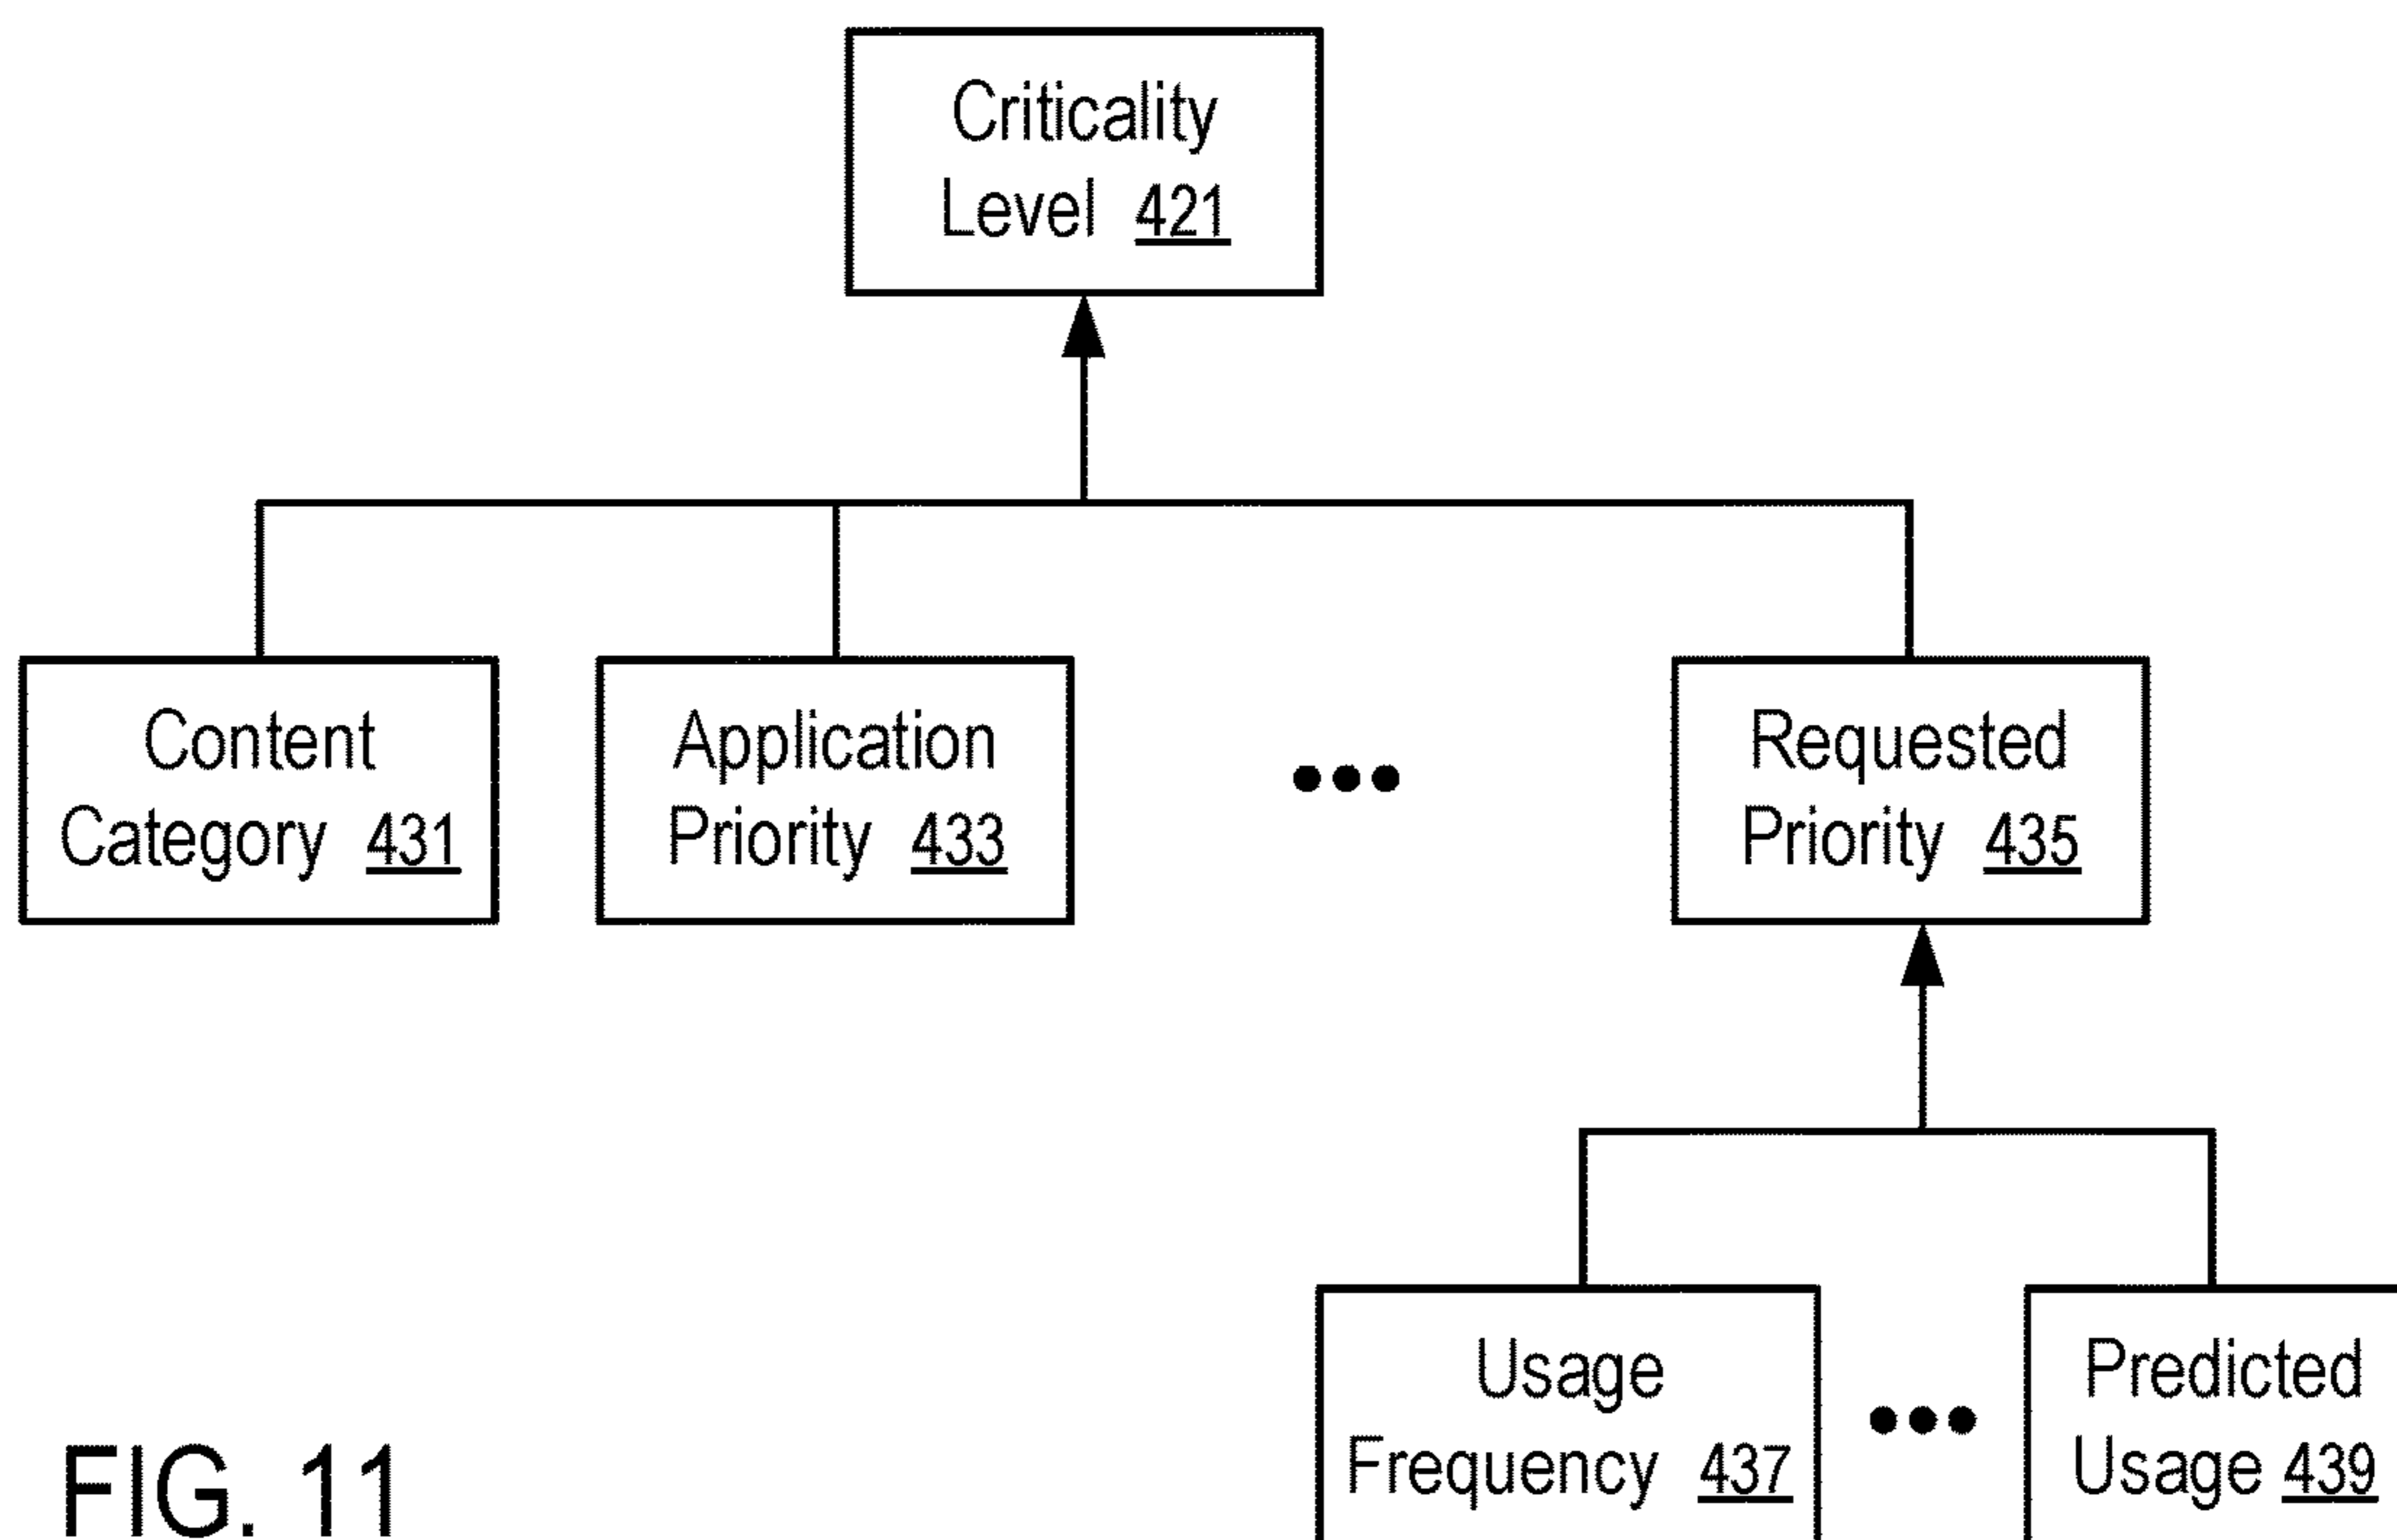 Criticality
Level 421
Content
Category 431
Application
Priority 433
Requested
Priority 435
Usage
Frequency 437
Predicted
Usage 439
FIG. 11